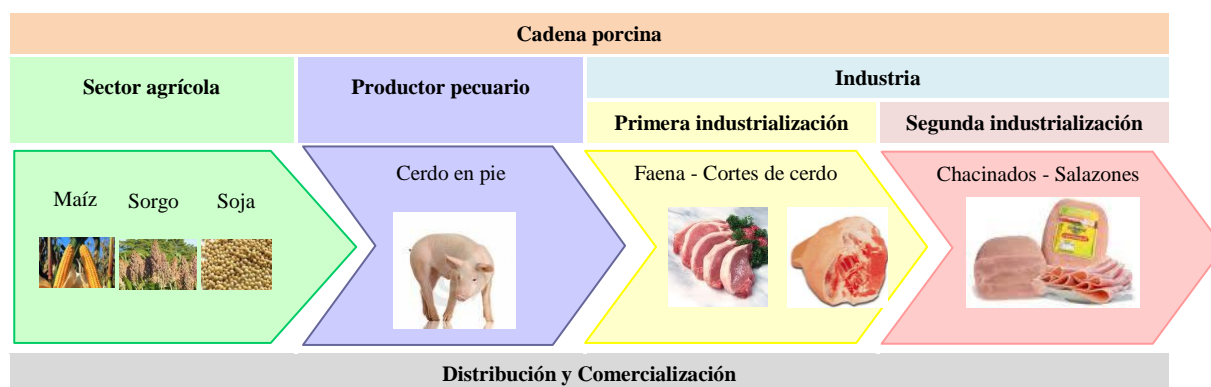 Cadena porcina
Sector agrícola
Productor pecuario
Industria
Primera industrialización
Segunda industrialización
Maíz
Sorgo
Soja
Cerdo en pie
Faena - Cortes de cerdo
Chacinados - Salazones
Distribución y Comercialización